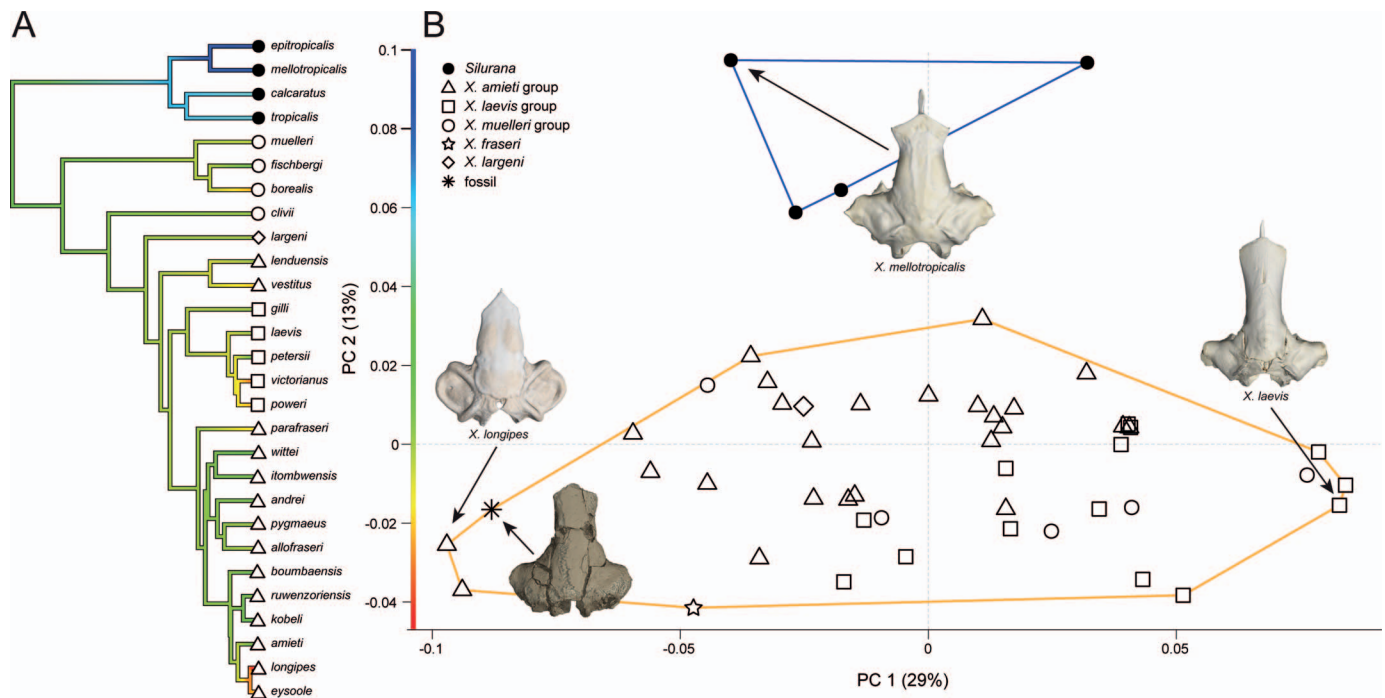 A
epitropicalis
mellotropicalis
calcaratus
tropicalis
muelleri
fischbergi
borealis
clivii
largeni
lenduensis
vestitus
gilli
laevis
petersii
victorianus
poweri
parafraseri
wittei
itombwensis
andrei
pygmaeus
allofraseri
boumbaensis
ruwenzoriensis
kobeli
amieti
longipes
eysoole
B
PC 2 (13%)
0.1
0.08
0.06
0.04
0.02
0
-0.02
-0.04
Silurana
X. amieti group
X. laevis group
X. muelleri group
X. fraseri
X. largeni
fossil
X. mellotropicalis
X. laevis
X. longipes
-0.1
-0.05
0
0.05
PC 1 (29%)